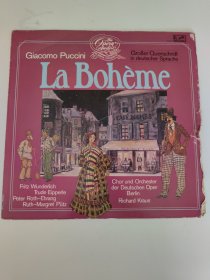 Giacomo Puccini
Großer Querschnitt
in deutscher Sprache
La Bohème
Fritz Wunderlich
Trude Eipperle
Peter Roth-Ehrang
Ruth-Margret Pütz
Chor und Orchester
der Deutschen Oper
Berlin
Richard Kraus